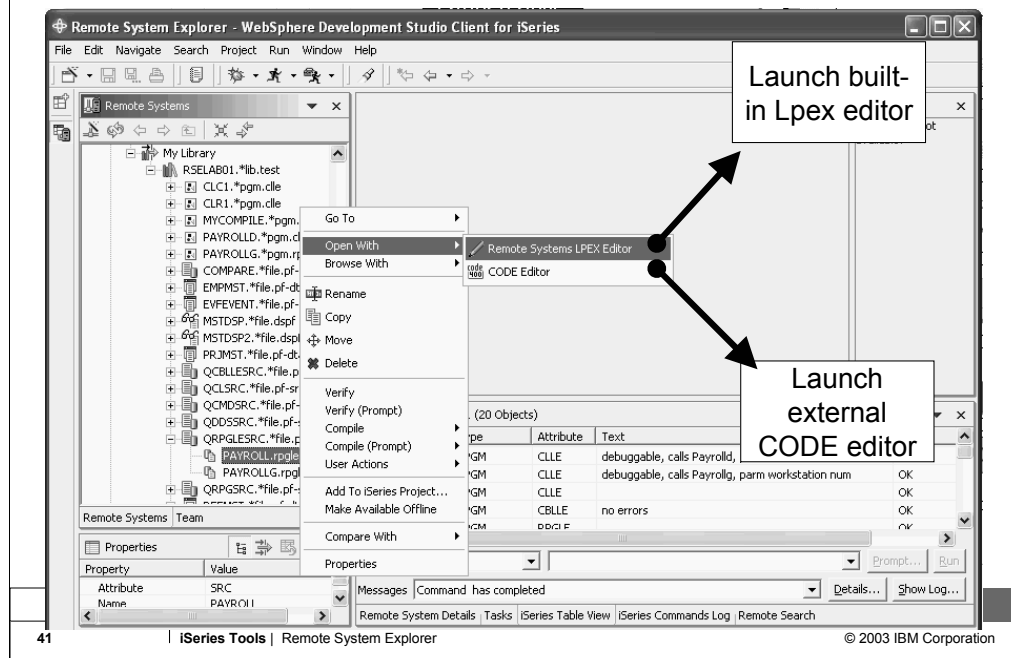 Remote System Explorer - WebSphere Development Studio Client for iSeries
File Edit Navigate Search Project Run Window Help
Launch built-
in Lpex editor
Remote Systems
My Library
RSELAB01.*lib.test
CLC1.*pgm.clle
CLR1.*pgm.clle
MYCOMPILE.*pgm.
PAYROLLD.*pgm.cl
PAYROLLG.*pgm.rp
COMPARE.*file.pf-
EMPMST.*file.pf-dt
EVFEVENT.*file.pf-
MSTDSP.*file.dspf
MSTDSP2.*file.dspf
PRJMST.*file.pf-dt
QCBLLESRC.*file.p
QCLSRC.*file.pf-sr
QCMDSRC.*file.pf-
QDDSSRC.*file.pf-s
QRPGLESRC.*file.p
PAYROLL.rpgle
PAYROLLG.rpgl
QRPGSRC.*file.pf-s
Remote Systems Team
Go To
Open With
Browse With
Rename
Copy
Move
Delete
Verify
Verify (Prompt)
Compile
Compile (Prompt)
User Actions
Add To iSeries Project...
Make Available Offline
Compare With
Properties
Remote Systems LPEX Editor
CODE Editor
Launch
external
CODE editor
(20 Objects)
Attribute Text
PGM CLLE debuggable, calls Payrolld,
PGM CLLE debuggable, calls Payrollg, parm workstation num OK
PGM CLLE OK
PGM CBLLE no errors OK
PGM RPGLE OK
Prompt... Run
Messages Command has completed Details... Show Log...
Remote System Details Tasks iSeries Table View iSeries Commands Log Remote Search
Properties
Property Value
Attribute SRC
Name PAYROLL
41 iSeries Tools | Remote System Explorer © 2003 IBM Corporation